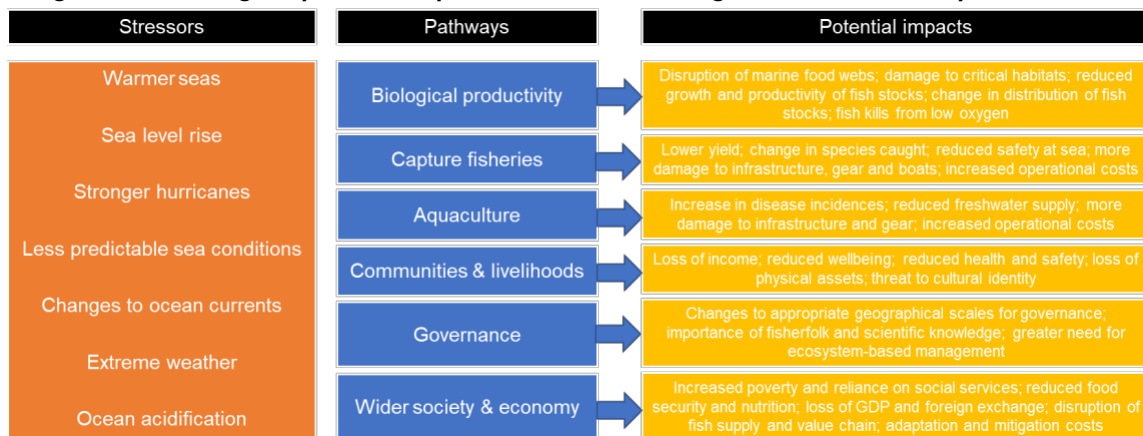 Stressors
Pathways
Potential impacts
Warmer seas
Sea level rise
Stronger hurricanes
Less predictable sea conditions
Changes to ocean currents
Extreme weather
Ocean acidification
Biological productivity
Disruption of marine food webs; damage to critical habitats; reduced
growth and productivity of fish stocks; change in distribution of fish
stocks; fish kills from low oxygen
Capture fisheries
Lower yield; change in species caught; reduced safety at sea; more
damage to infrastructure, gear and boats; increased operational costs
Aquaculture
Increase in disease incidences; reduced freshwater supply; more
damage to infrastructure and gear; increased operational costs
Communities & livelihoods
Loss of income; reduced wellbeing; reduced health and safety; loss of
physical assets; threat to cultural identity
Governance
Changes to appropriate geographical scales for governance;
importance of fisherfolk and scientific knowledge; greater need for
ecosystem-based management
Wider society & economy
Increased poverty and reliance on social services; reduced food
security and nutrition; loss of GDP and foreign exchange; disruption of
fish supply and value chain; adaptation and mitigation costs